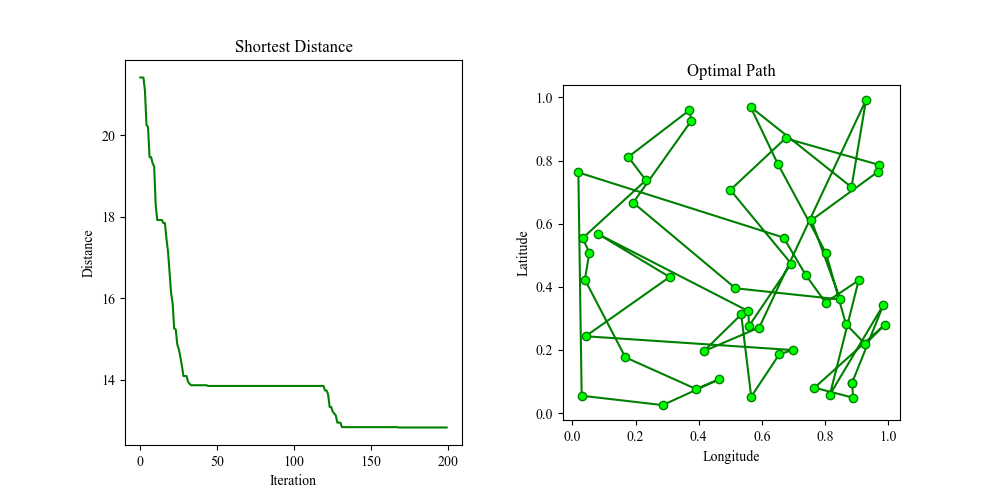 Shortest Distance
Distance
20
18
16
14
0 50 100 150 200
Iteration
Optimal Path
Latitude
1.0
0.8
0.6
0.4
0.2
0.0
0.0 0.2 0.4 0.6 0.8 1.0
Longitude